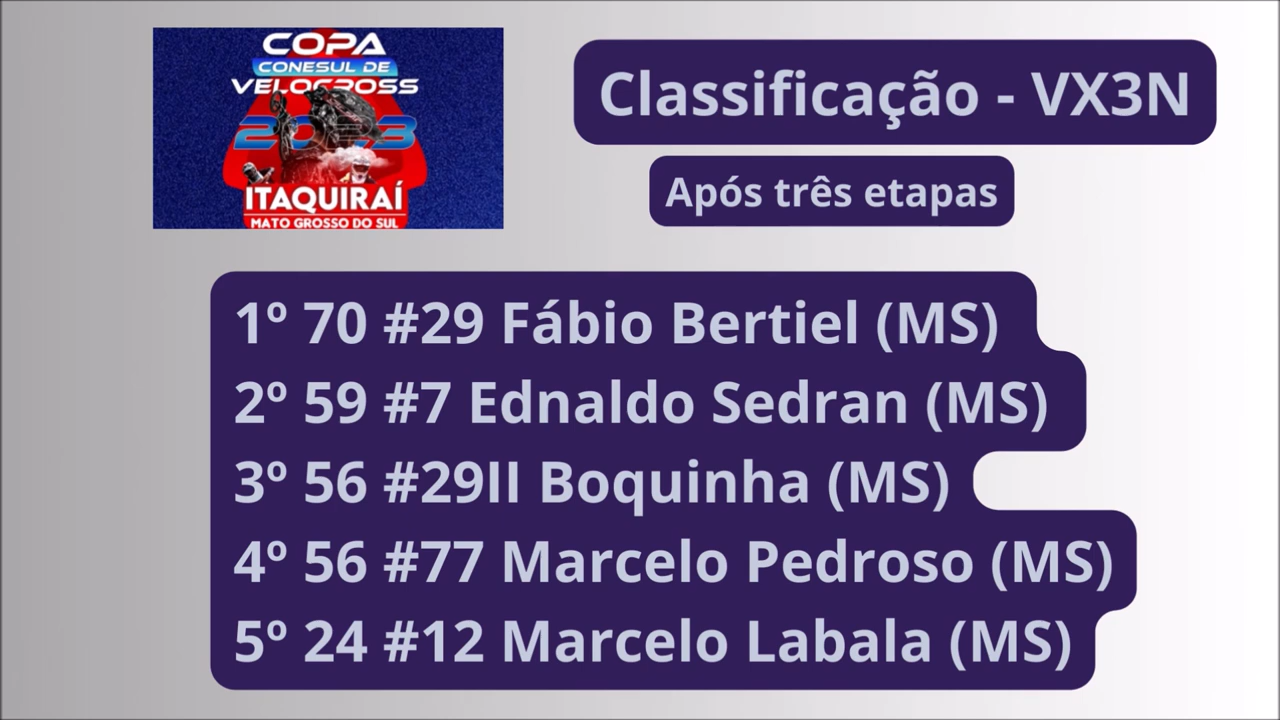 COPA
CONESUL DE
VELOCROSS
2023
ITAQUIRAÍ
MATO GROSSO DO SUL
Classificação - VX3N
Após três etapas
1º 70 #29 Fábio Bertiel (MS)
2º 59 #7 Ednaldo Sedran (MS)
3º 56 #29II Boquinha (MS)
4º 56 #77 Marcelo Pedroso (MS)
5º 24 #12 Marcelo Labala (MS)